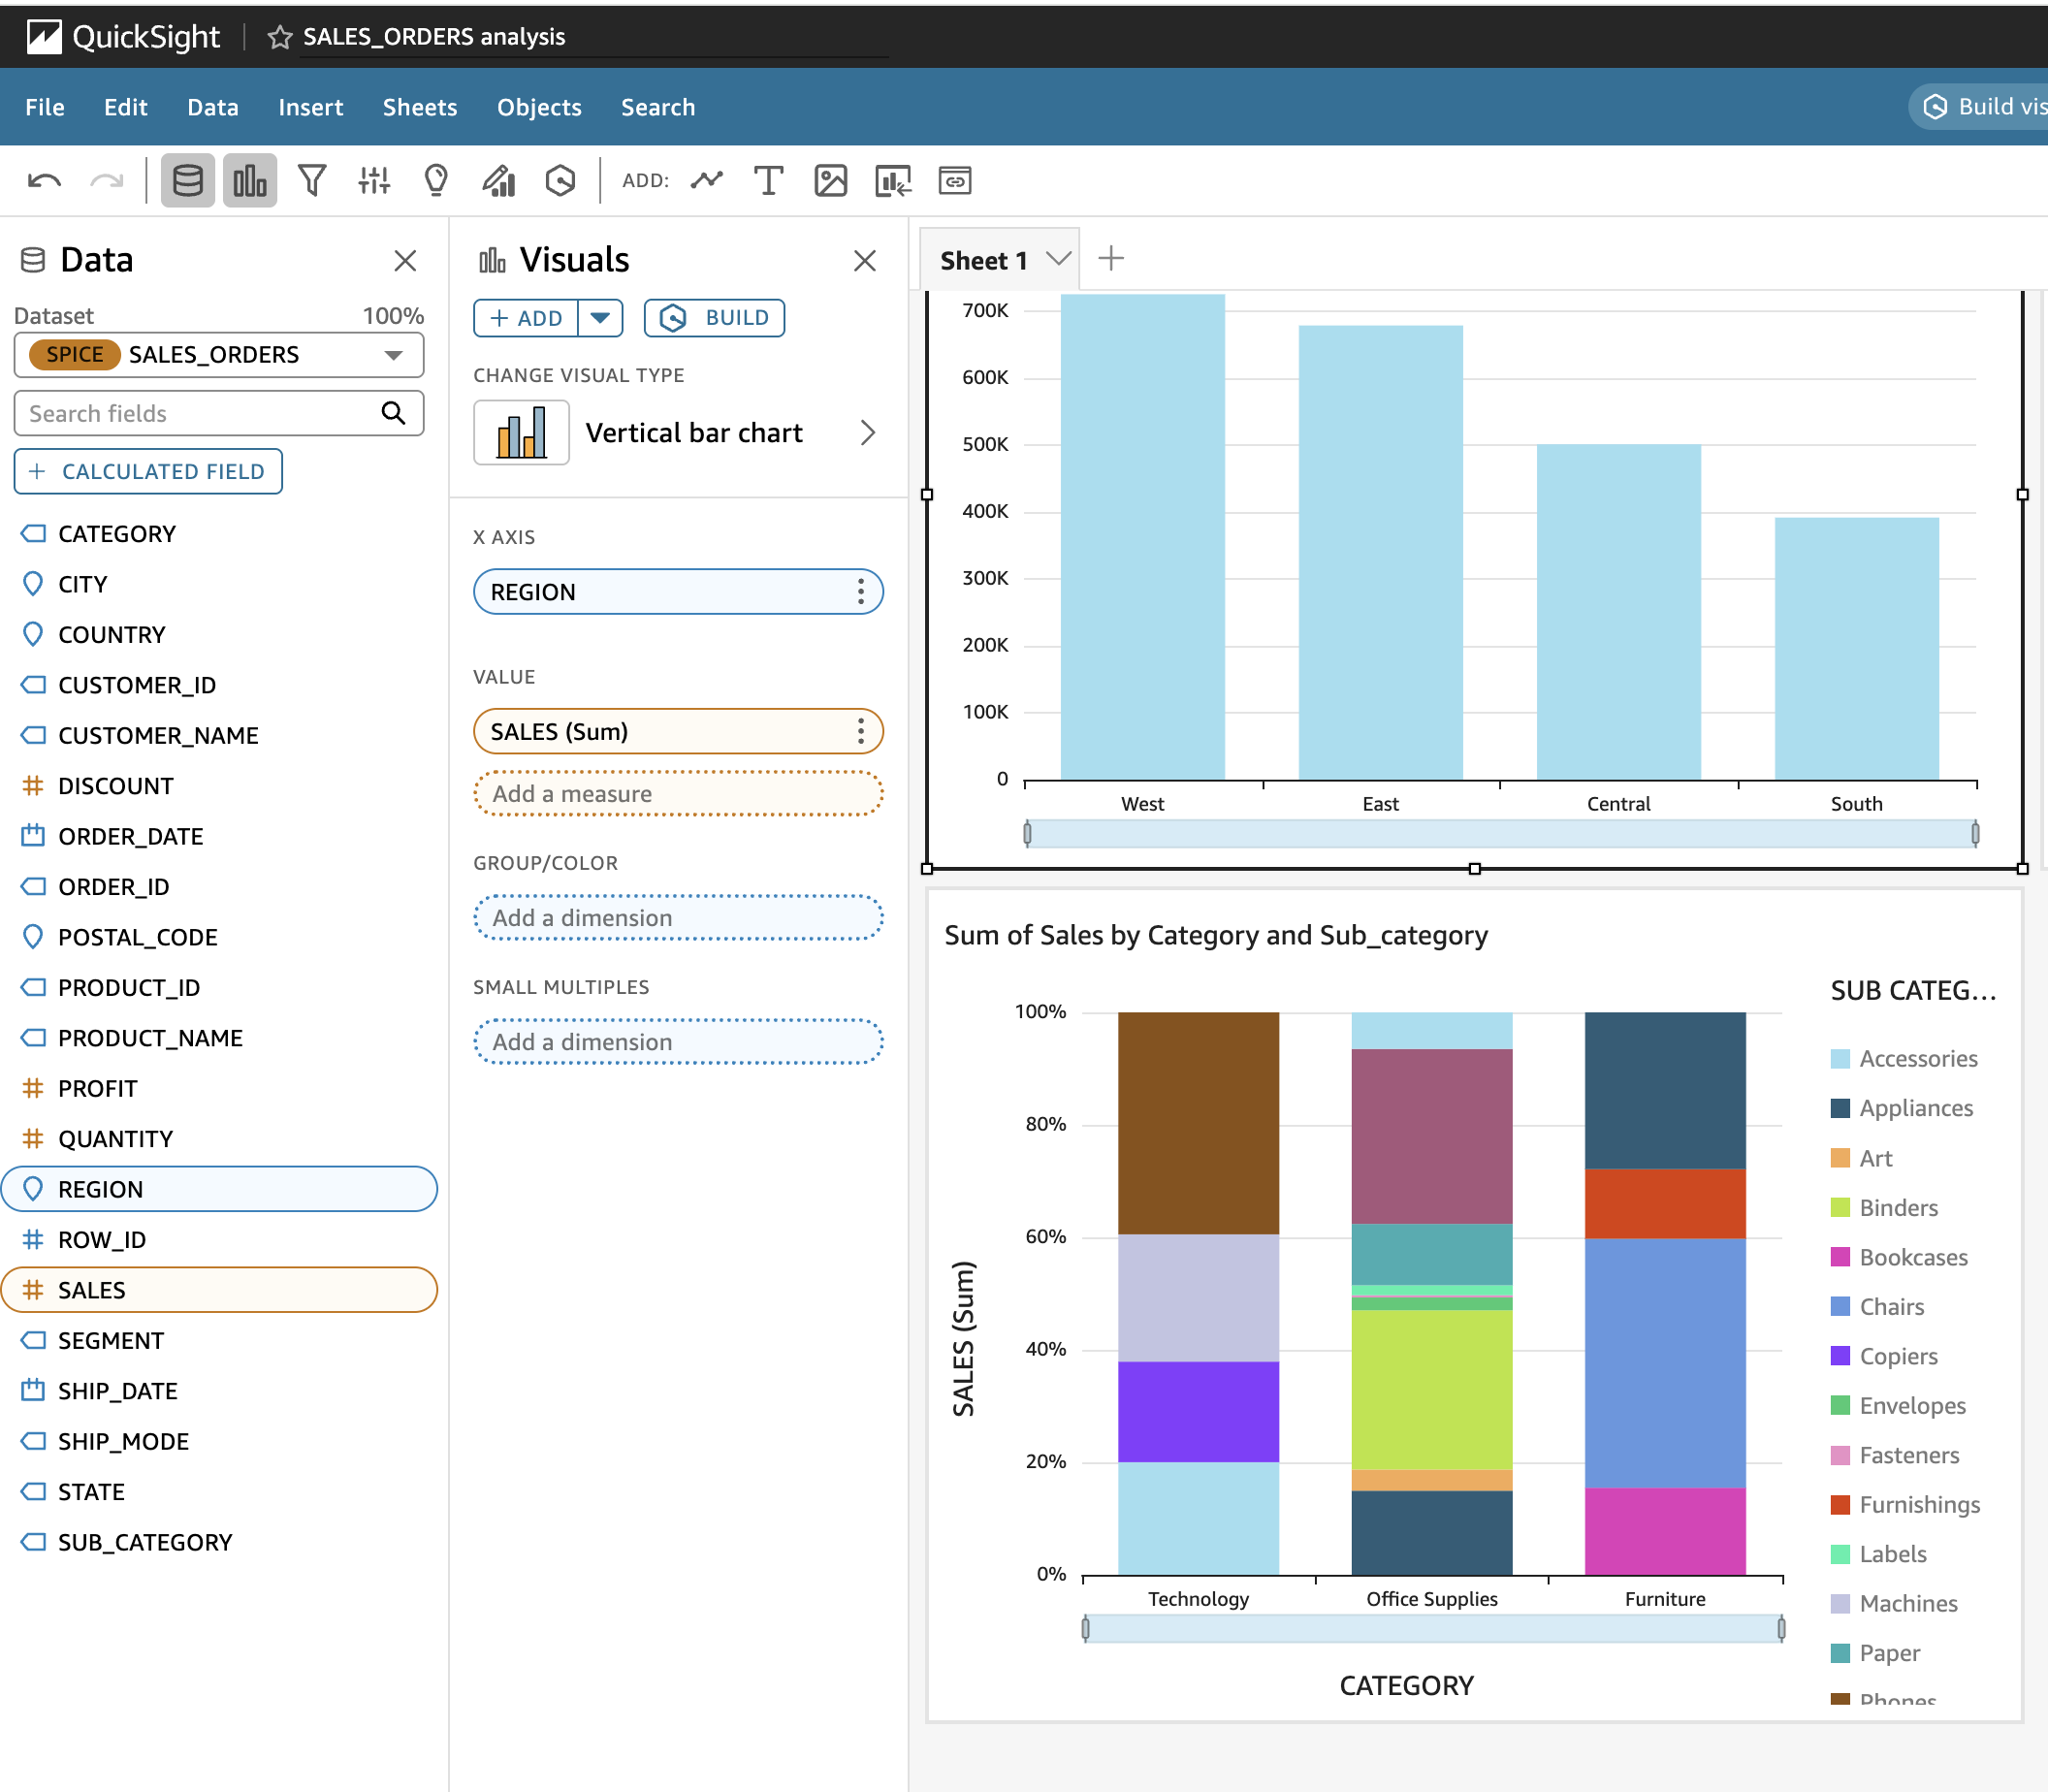 QuickSight
SALES_ORDERS analysis
File Edit Data Insert Sheets Objects Search
Build vis
ADD:
Data
Dataset 100%
SPICE SALES_ORDERS
Search fields
+ CALCULATED FIELD
CATEGORY
CITY
COUNTRY
CUSTOMER_ID
CUSTOMER_NAME
DISCOUNT
ORDER_DATE
ORDER_ID
POSTAL_CODE
PRODUCT_ID
PRODUCT_NAME
PROFIT
QUANTITY
REGION
ROW_ID
SALES
SEGMENT
SHIP_DATE
SHIP_MODE
STATE
SUB_CATEGORY
Visuals
+ ADD
BUILD
CHANGE VISUAL TYPE
Vertical bar chart
X AXIS
REGION
VALUE
SALES (Sum)
Add a measure
GROUP/COLOR
Add a dimension
SMALL MULTIPLES
Add a dimension
Sheet 1
700K
600K
500K
400K
300K
200K
100K
0
West East Central South
Sum of Sales by Category and Sub_category
SALES (Sum)
100%
80%
60%
40%
20%
0%
Technology Office Supplies Furniture
CATEGORY
SUB CATEG...
Accessories
Appliances
Art
Binders
Bookcases
Chairs
Copiers
Envelopes
Fasteners
Furnishings
Labels
Machines
Paper
Phones